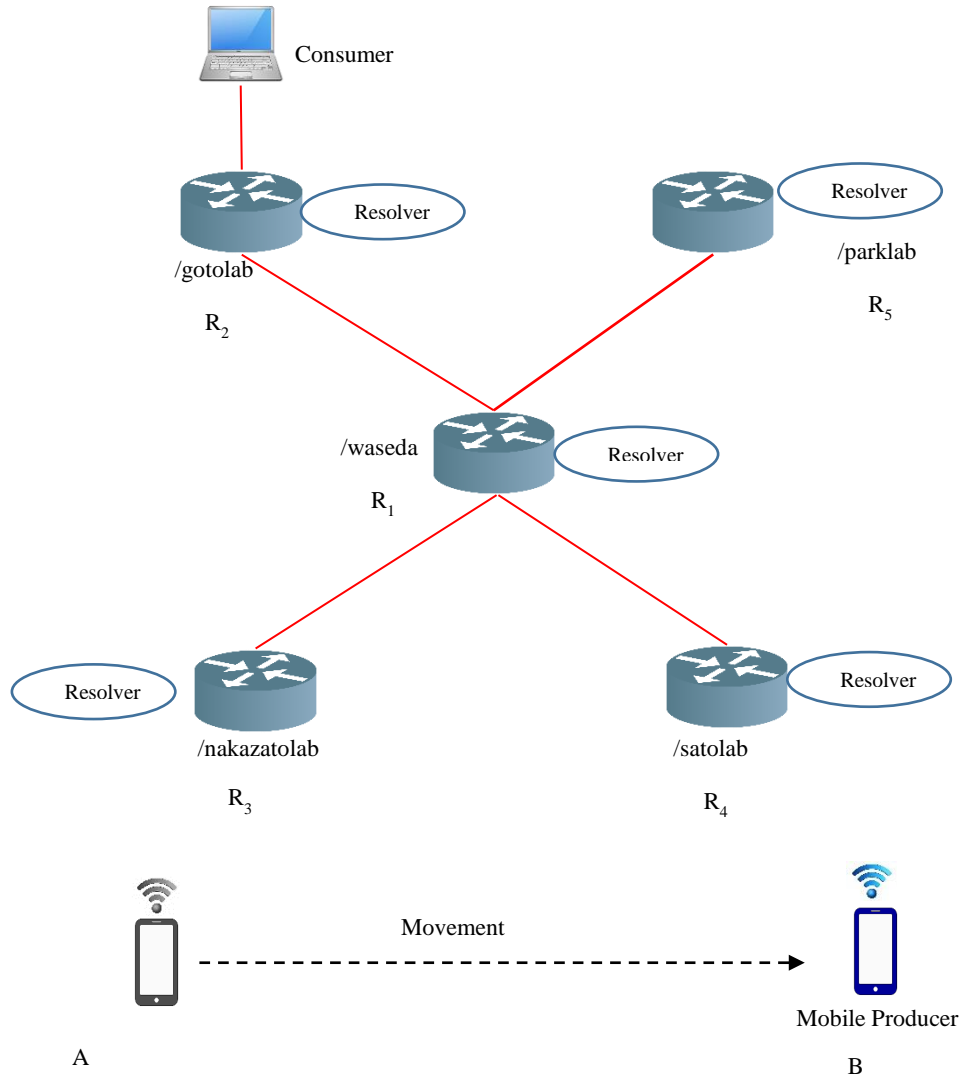 Consumer
Resolver
Resolver
/gotolab
/parklab
R₂
R₅
/waseda
Resolver
R₁
Resolver
Resolver
/nakazatolab
/satolab
R₃
R₄
Movement
Mobile Producer
A
B